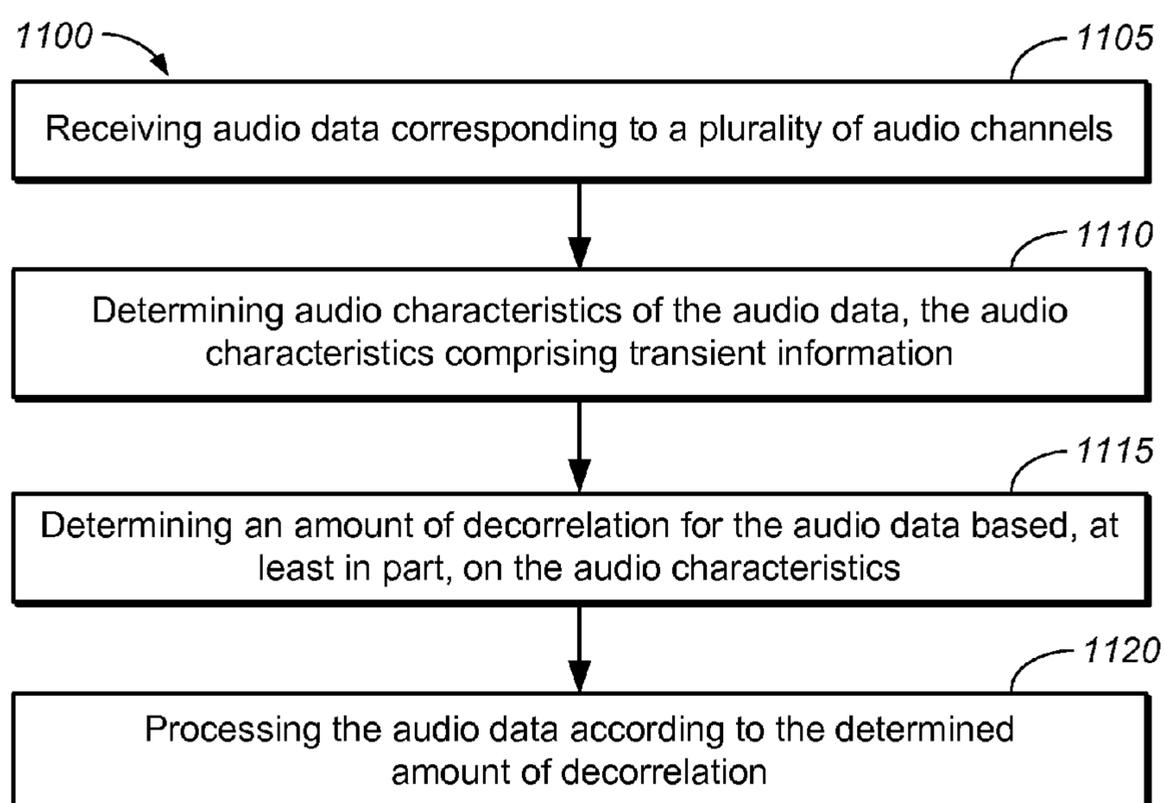 1100
1105
Receiving audio data corresponding to a plurality of audio channels
1110
Determining audio characteristics of the audio data, the audio
characteristics comprising transient information
1115
Determining an amount of decorrelation for the audio data based, at
least in part, on the audio characteristics
1120
Processing the audio data according to the determined
amount of decorrelation